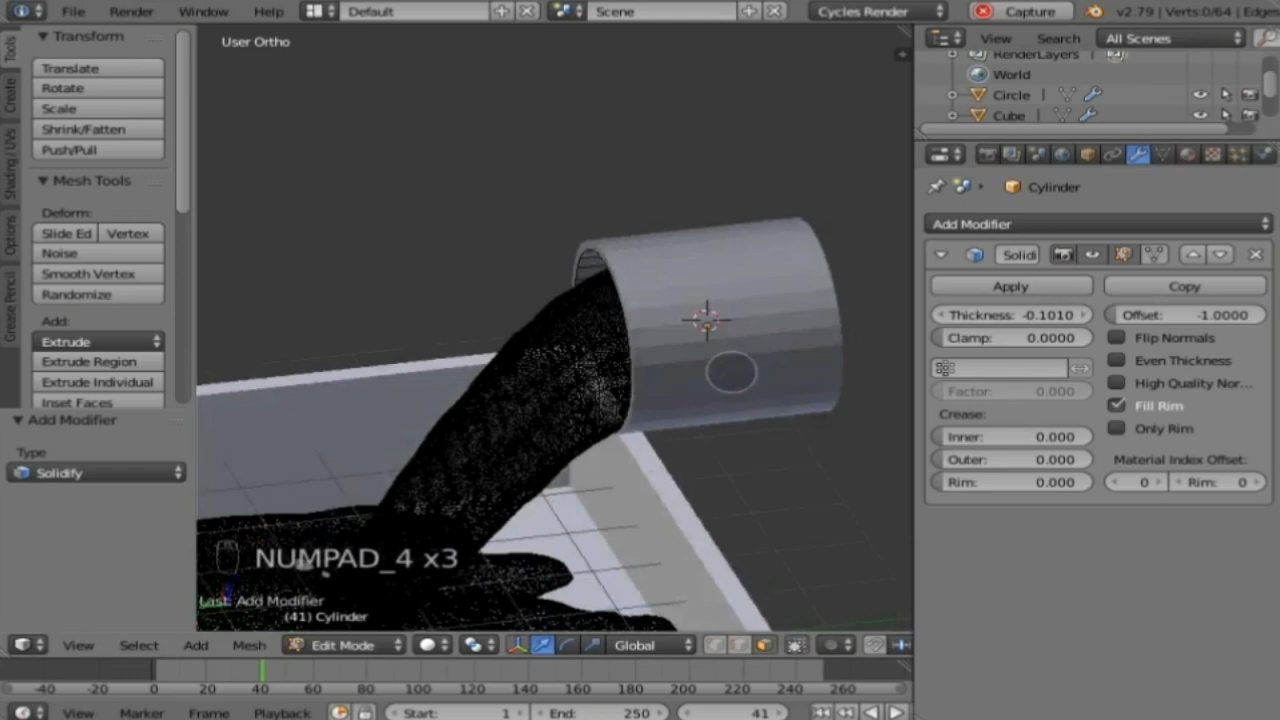 File Render Window Help Default Scene Cycles Render Capture v2.79 | Verts:0/64 | Edges
Transform
Translate
Rotate
Scale
Shrink/Fatten
Push/Pull
Mesh Tools
Deform:
Slide Ed Vertex
Noise
Smooth Vertex
Randomize
Add:
Extrude
Extrude Region
Extrude Individual
Inset Faces
Add Modifier
Type
Solidify
Tools
Create
Shading / UVs
Options
Grease Pencil
User Ortho
NUMPAD_4 x3
Last: Add Modifier
(41) Cylinder
View Search All Scenes
RenderLayers |
World
Circle |
Cube |
Cylinder
Add Modifier
Solidi
Apply Copy
Thickness: -0.1010 Offset: -1.0000
Clamp: 0.0000 Flip Normals
Even Thickness
Factor: 0.000 High Quality Nor...
Crease: Fill Rim
Inner: 0.000 Only Rim
Outer: 0.000 Material Index Offset:
Rim: 0.000 0 Rim: 0
View Select Add Mesh Edit Mode Global
-40 -20 0 20 40 60 80 100 120 140 160 180 200 220 240 260
View Marker Frame Playback Start: 1 End: 250 41